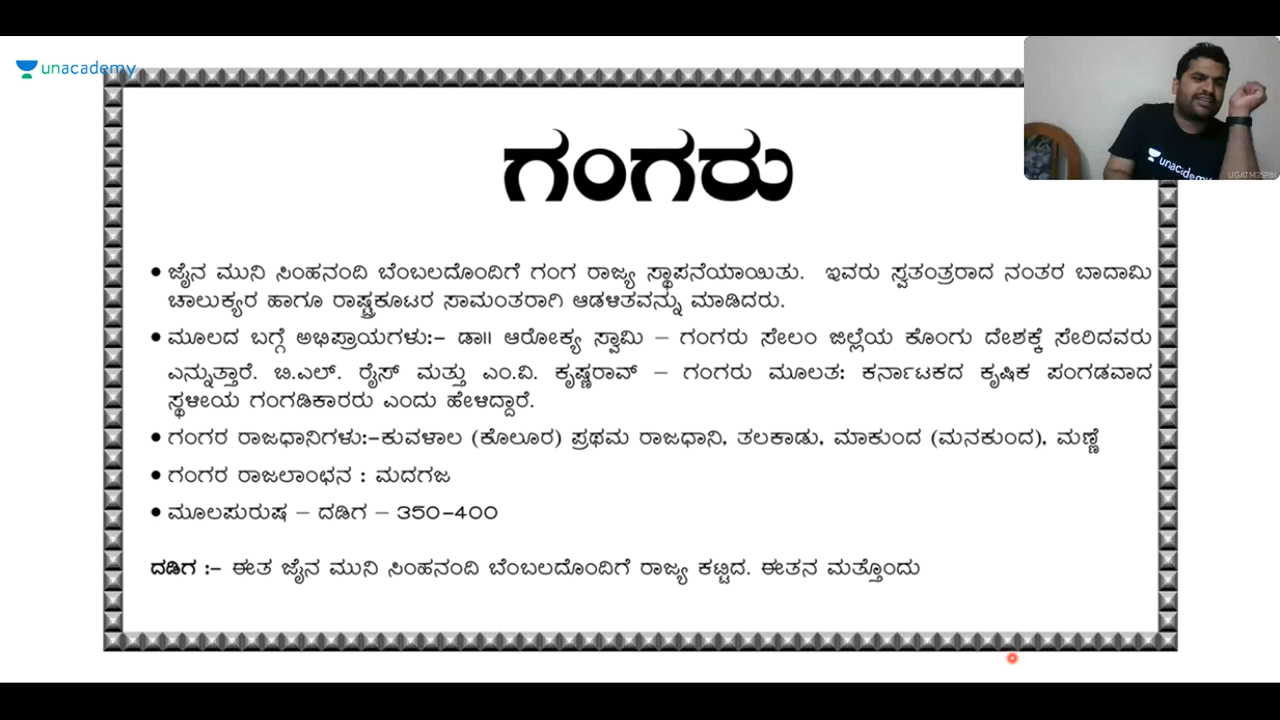 unacademy
unacademy
UGATM3SP8I
ಗಂಗರು
• ಜೈನ ಮುನಿ ಸಿಂಹನಂದಿ ಬೆಂಬಲದೊಂದಿಗೆ ಗಂಗ ರಾಜ್ಯ ಸ್ಥಾಪನೆಯಾಯಿತು. ಇವರು ಸ್ವತಂತ್ರರಾದ ನಂತರ ಬಾದಾಮಿ
ಚಾಲುಕ್ಯರ ಹಾಗೂ ರಾಷ್ಟ್ರಕೂಟರ ಸಾಮಂತರಾಗಿ ಆಡಳಿತವನ್ನು ಮಾಡಿದರು.
• ಮೂಲದ ಬಗ್ಗೆ ಅಭಿಪ್ರಾಯಗಳು:– ಡಾ॥ ಆರೋಕ್ಯ ಸ್ವಾಮಿ – ಗಂಗರು ಸೇಲಂ ಜಿಲ್ಲೆಯ ಕೊಂಗು ದೇಶಕ್ಕೆ ಸೇರಿದವರು
ಎನ್ನುತ್ತಾರೆ. ಬಿ.ಎಲ್. ರೈಸ್ ಮತ್ತು ಎಂ.ವಿ. ಕೃಷ್ಣರಾವ್ – ಗಂಗರು ಮೂಲತ: ಕರ್ನಾಟಕದ ಕೃಷಿಕ ಪಂಗಡವಾದ
ಸ್ಥಳೀಯ ಗಂಗಡಿಕಾರರು ಎಂದು ಹೇಳಿದ್ದಾರೆ.
• ಗಂಗರ ರಾಜಧಾನಿಗಳು:–ಕುವಳಾಲ (ಕೊಲೂರ) ಪ್ರಥಮ ರಾಜಧಾನಿ, ತಲಕಾಡು, ಮಾಕುಂದ (ಮನಕುಂದ), ಮಣ್ಣೆ
• ಗಂಗರ ರಾಜಲಾಂಛನ : ಮದಗಜ
• ಮೂಲಪುರುಷ – ದಡಿಗ – 350–400
ದಡಿಗ :– ಈತ ಜೈನ ಮುನಿ ಸಿಂಹನಂದಿ ಬೆಂಬಲದೊಂದಿಗೆ ರಾಜ್ಯ ಕಟ್ಟಿದ. ಈತನ ಮತ್ತೊಂದು